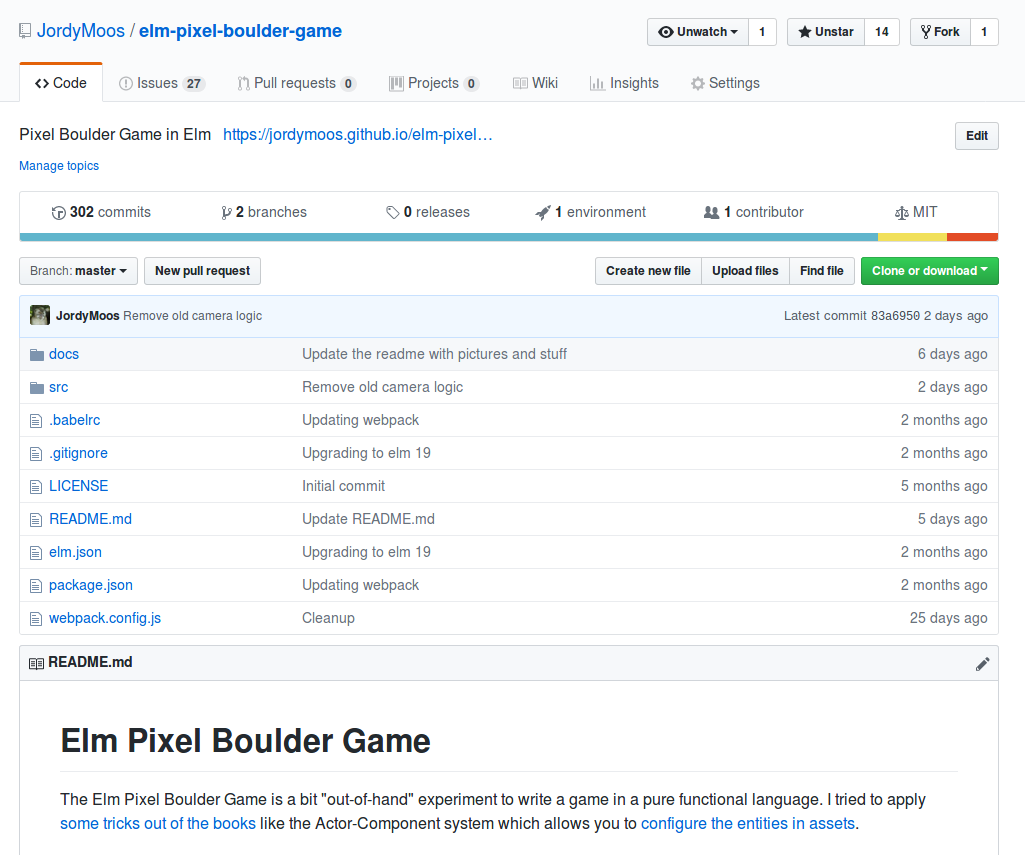 JordyMoos / elm-pixel-boulder-game Unwatch 1 Unstar 14 Fork 1
Code Issues 27 Pull requests 0 Projects 0 Wiki Insights Settings
Pixel Boulder Game in Elm https://jordymoos.github.io/elm-pixel… Edit
Manage topics
302 commits 2 branches 0 releases 1 environment 1 contributor MIT
Branch: master New pull request Create new file Upload files Find file Clone or download
JordyMoos Remove old camera logic Latest commit 83a6950 2 days ago
docs Update the readme with pictures and stuff 6 days ago
src Remove old camera logic 2 days ago
.babelrc Updating webpack 2 months ago
.gitignore Upgrading to elm 19 2 months ago
LICENSE Initial commit 5 months ago
README.md Update README.md 5 days ago
elm.json Upgrading to elm 19 2 months ago
package.json Updating webpack 2 months ago
webpack.config.js Cleanup 25 days ago
README.md
Elm Pixel Boulder Game
The Elm Pixel Boulder Game is a bit "out-of-hand" experiment to write a game in a pure functional language. I tried to apply
some tricks out of the books like the Actor-Component system which allows you to configure the entities in assets.